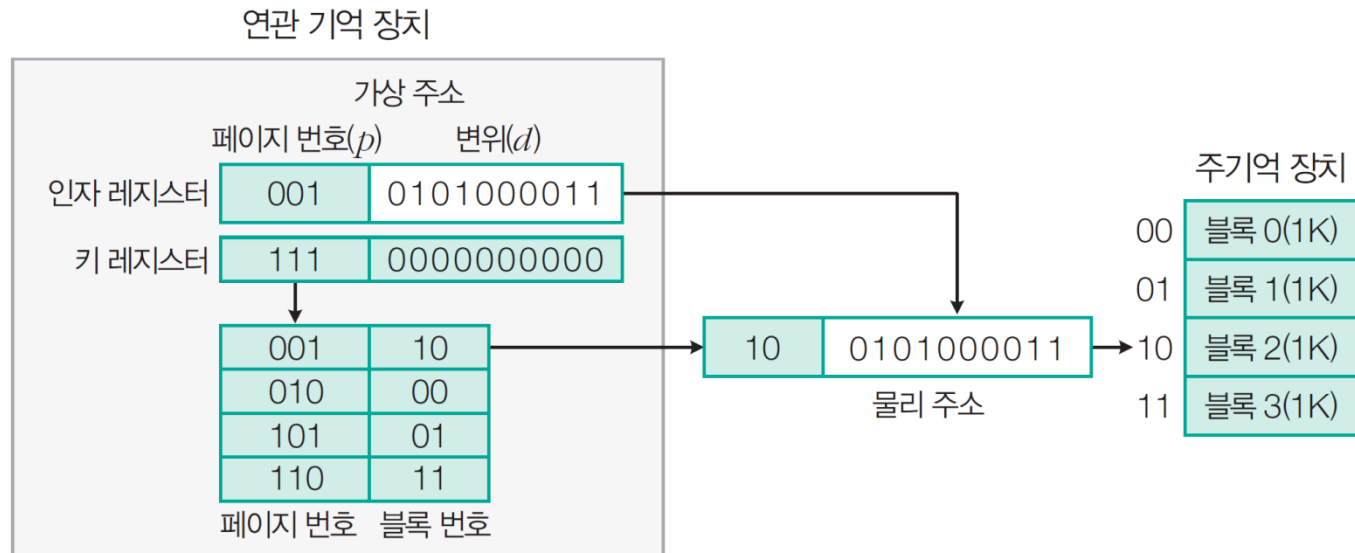 연관 기억 장치
가상 주소
페이지 번호(p) 변위(d)
인자 레지스터 001 0101000011
키 레지스터 111 0000000000
001 10
010 00
101 01
110 11
페이지 번호 블록 번호
10 0101000011
물리 주소
주기억 장치
00 블록 0(1K)
01 블록 1(1K)
10 블록 2(1K)
11 블록 3(1K)